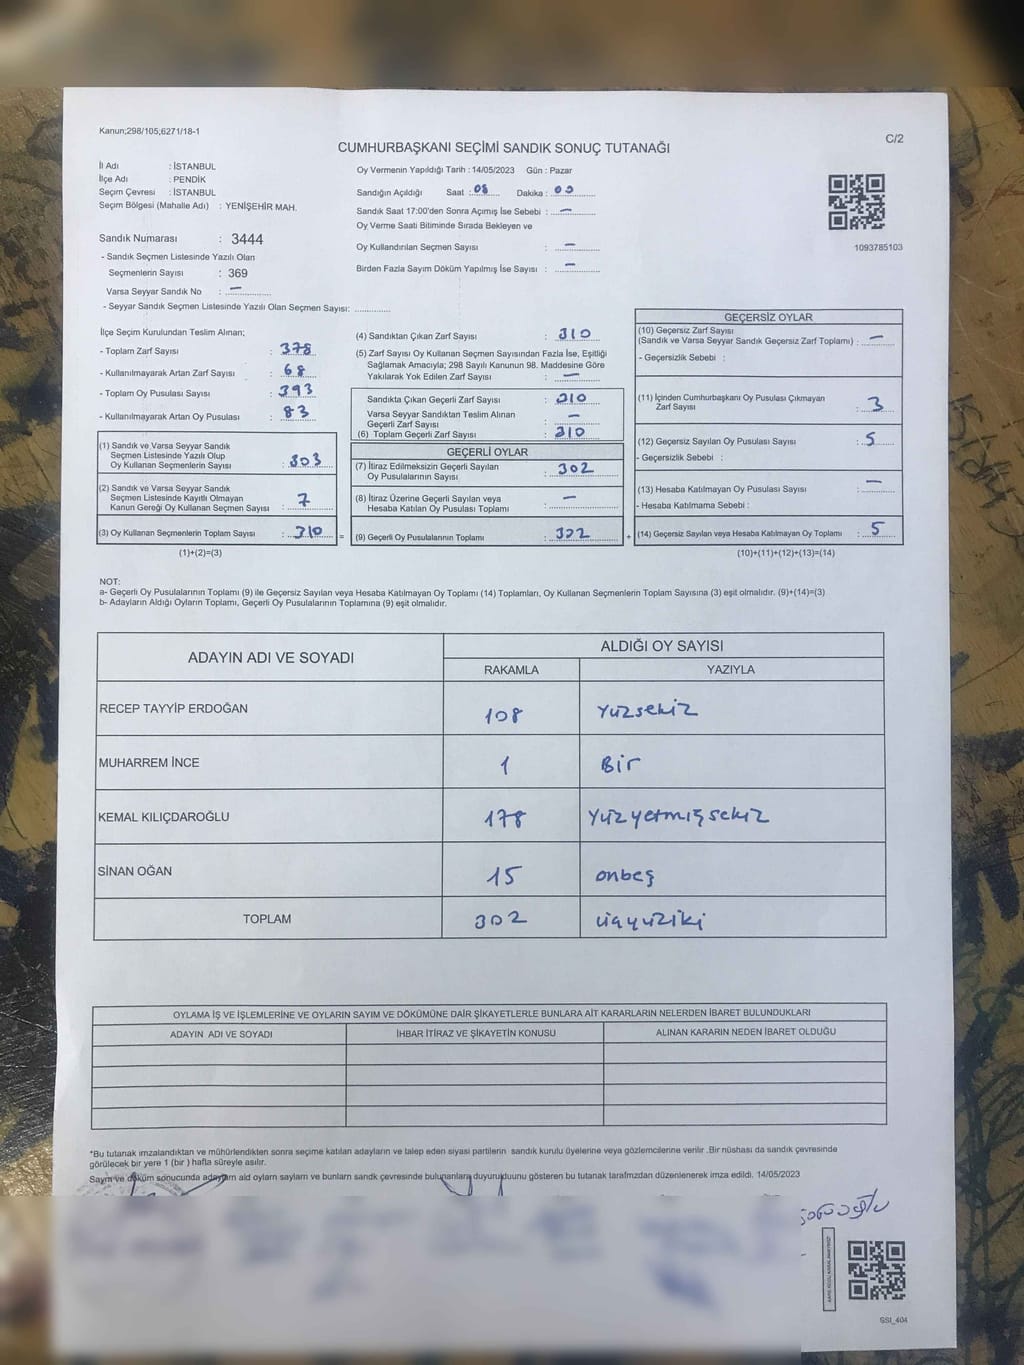 Kanun;298/105;6271/18-1
C/2
CUMHURBAŞKANI SEÇİMİ SANDIK SONUÇ TUTANAĞI
İl Adı : İSTANBUL
İlçe Adı : PENDİK
Seçim Çevresi : İSTANBUL
Seçim Bölgesi (Mahalle Adı) : YENİŞEHİR MAH.
Sandık Numarası : 3444
- Sandık Seçmen Listesinde Yazılı Olan
Seçmenlerin Sayısı : 369
Varsa Seyyar Sandık No : —
- Seyyar Sandık Seçmen Listesinde Yazılı Olan Seçmen Sayısı: ............
Oy Vermenin Yapıldığı Tarih : 14/05/2023 Gün : Pazar
Sandığın Açıldığı Saat : 08 Dakika : 00
Sandık Saat 17:00'den Sonra Açımış İse Sebebi : —
Oy Verme Saati Bitiminde Sırada Bekleyen ve
Oy Kullandırılan Seçmen Sayısı : —
Birden Fazla Sayım Döküm Yapılmış İse Sayısı : —
1093785103
İlçe Seçim Kurulundan Teslim Alınan;
- Toplam Zarf Sayısı : 378
- Kullanılmayarak Artan Zarf Sayısı : 68
- Toplam Oy Pusulası Sayısı : 393
- Kullanılmayarak Artan Oy Pusulası : 83
(1) Sandık ve Varsa Seyyar Sandık
Seçmen Listesinde Yazılı Olup
Oy Kullanan Seçmenlerin Sayısı : 303
(2) Sandık ve Varsa Seyyar Sandık
Seçmen Listesinde Kayıtlı Olmayan
Kanun Gereği Oy Kullanan Seçmen Sayısı : 7
(3) Oy Kullanan Seçmenlerin Toplam Sayısı : 310 =
(1)+(2)=(3)
(4) Sandıktan Çıkan Zarf Sayısı : 310
(5) Zarf Sayısı Oy Kullanan Seçmen Sayısından Fazla İse, Eşitliği
Sağlamak Amacıyla; 298 Sayılı Kanunun 98. Maddesine Göre
Yakılarak Yok Edilen Zarf Sayısı : —
Sandıkta Çıkan Geçerli Zarf Sayısı : 310
Varsa Seyyar Sandıktan Teslim Alınan
Geçerli Zarf Sayısı : —
(6) Toplam Geçerli Zarf Sayısı : 310
GEÇERLİ OYLAR
(7) İtiraz Edilmeksizin Geçerli Sayılan
Oy Pusulalarının Sayısı : 302
(8) İtiraz Üzerine Geçerli Sayılan veya
Hesaba Katılan Oy Pusulası Toplamı : —
(9) Geçerli Oy Pusulalarının Toplamı : 302 +
GEÇERSİZ OYLAR
(10) Geçersiz Zarf Sayısı
(Sandık ve Varsa Seyyar Sandık Geçersiz Zarf Toplamı) : —
- Geçersizlik Sebebi :
(11) İçinden Cumhurbaşkanı Oy Pusulası Çıkmayan
Zarf Sayısı : 3
(12) Geçersiz Sayılan Oy Pusulası Sayısı : 5
- Geçersizlik Sebebi :
(13) Hesaba Katılmayan Oy Pusulası Sayısı : —
- Hesaba Katılmama Sebebi :
(14) Geçersiz Sayılan veya Hesaba Katılmayan Oy Toplamı : 5
(10)+(11)+(12)+(13)=(14)
NOT:
a- Geçerli Oy Pusulalarının Toplamı (9) ile Geçersiz Sayılan veya Hesaba Katılmayan Oy Toplamı (14) Toplamları, Oy Kullanan Seçmenlerin Toplam Sayısına (3) eşit olmalıdır. (9)+(14)=(3)
b- Adayların Aldığı Oyların Toplamı, Geçerli Oy Pusulalarının Toplamına (9) eşit olmalıdır.
ADAYIN ADI VE SOYADI ALDIĞI OY SAYISI
RAKAMLA YAZIYLA
RECEP TAYYİP ERDOĞAN 108 Yüzsekiz
MUHARREM İNCE 1 Bir
KEMAL KILIÇDAROĞLU 178 Yüzyetmişsekiz
SİNAN OĞAN 15 onbeş
TOPLAM 302 üçyüziki
OYLAMA İŞ VE İŞLEMLERİNE VE OYLARIN SAYIM VE DÖKÜMÜNE DAİR ŞİKAYETLERLE BUNLARA AİT KARARLARIN NELERDEN İBARET BULUNDUKLARI
ADAYIN ADI VE SOYADI İHBAR İTİRAZ VE ŞİKAYETİN KONUSU ALINAN KARARIN NEDEN İBARET OLDUĞU
*Bu tutanak imzalandıktan ve mühürlendikten sonra seçime katılan adayların ve talep eden siyasi partilerin sandık kurulu üyelerine veya gözlemcilerine verilir .Bir nüshası da sandık çevresinde
görülecek bir yere 1 (bir ) hafta süreyle asılır.
Sayım ve döküm sonucunda adayların ald oyların sayları ve bunların sandık çevresinde bulunanlara duyurulduğunu gösteren bu tutanak tarafımzdan düzenlenerek imza edildi. 14/05/2023
SSI_404